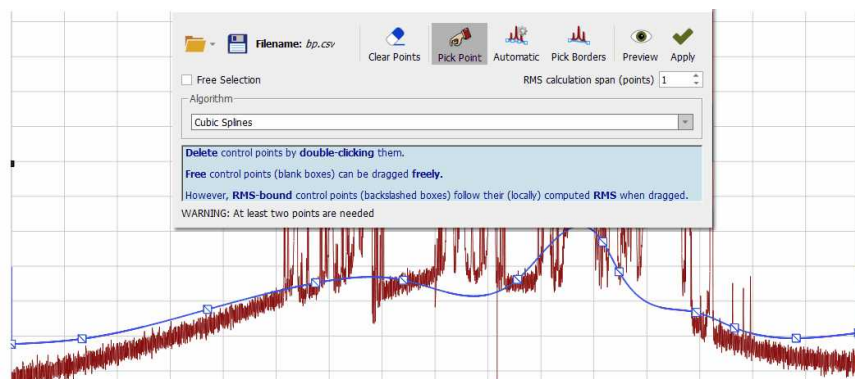 Filename: bp.csv
Clear Points Pick Point Automatic Pick Borders Preview Apply
Free Selection RMS calculation span (points) 1
Algorithm
Cubic Splines
Delete control points by double-clicking them.
Free control points (blank boxes) can be dragged freely.
However, RMS-bound control points (backslashed boxes) follow their (locally) computed RMS when dragged.
WARNING: At least two points are needed